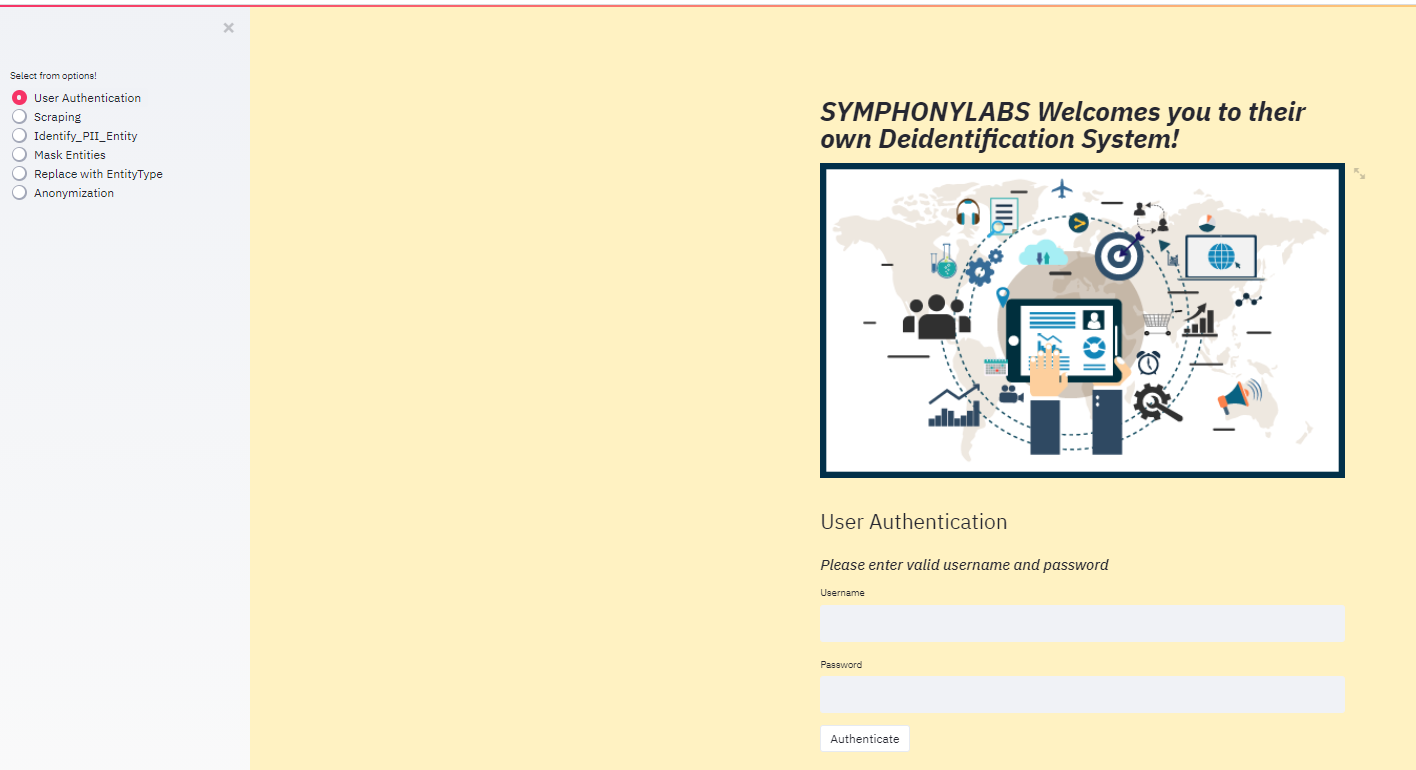 Select from options!
User Authentication
Scraping
Identify_PII_Entity
Mask Entities
Replace with EntityType
Anonymization
SYMPHONYLABS Welcomes you to their
own Deidentification System!
User Authentication
Please enter valid username and password
Username
Password
Authenticate